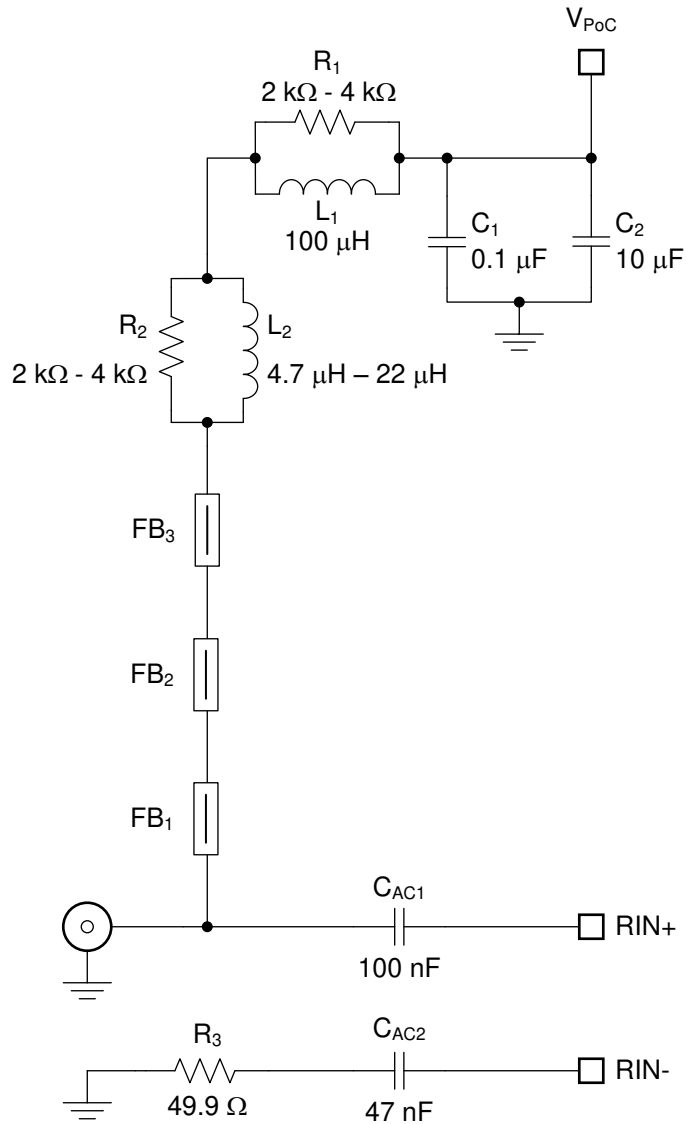 V_PoC
R₁
2 kΩ - 4 kΩ
L₁
100 µH
C₁
0.1 µF
C₂
10 µF
R₂
2 kΩ - 4 kΩ
L₂
4.7 µH – 22 µH
FB₃
FB₂
FB₁
C_AC1
100 nF
RIN+
R₃
49.9 Ω
C_AC2
47 nF
RIN-